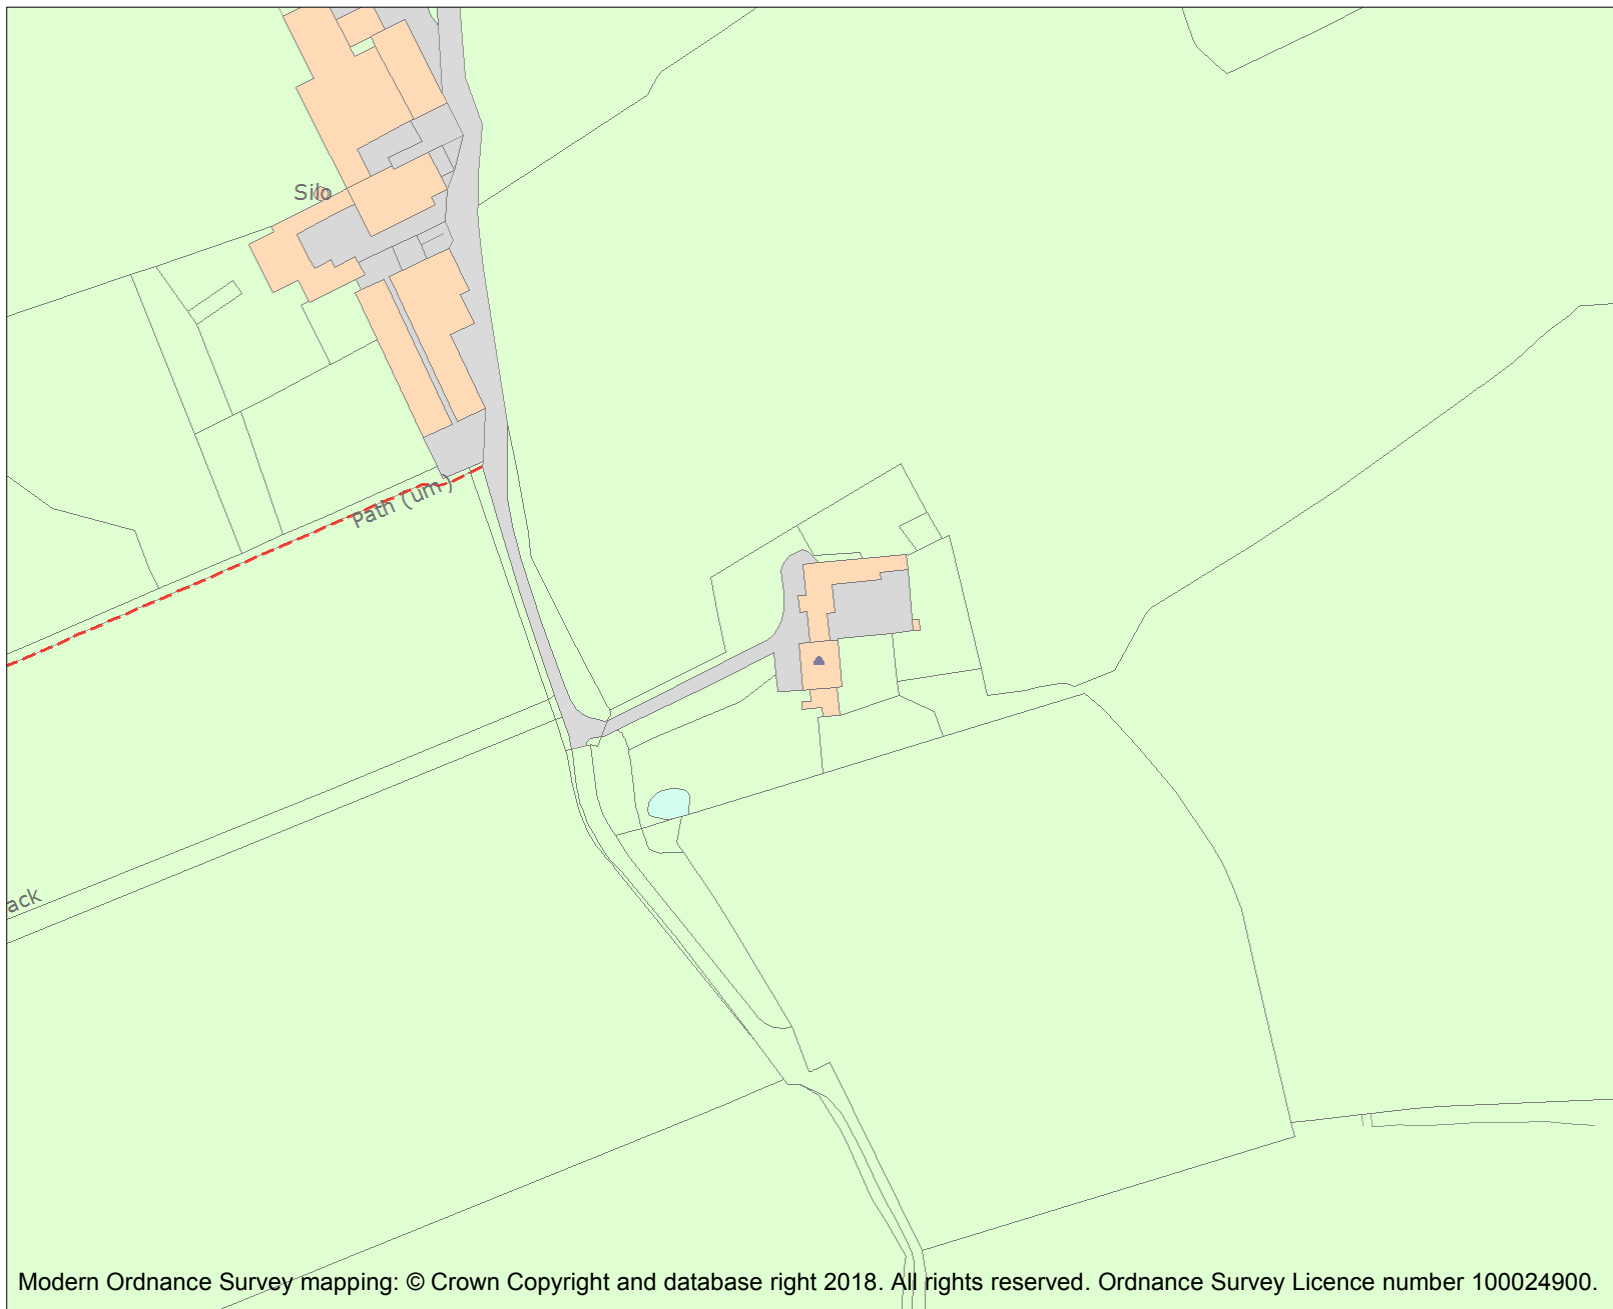 Silo
Path (um)
ack
Modern Ordnance Survey mapping: © Crown Copyright and database right 2018. All rights reserved. Ordnance Survey Licence number 100024900.